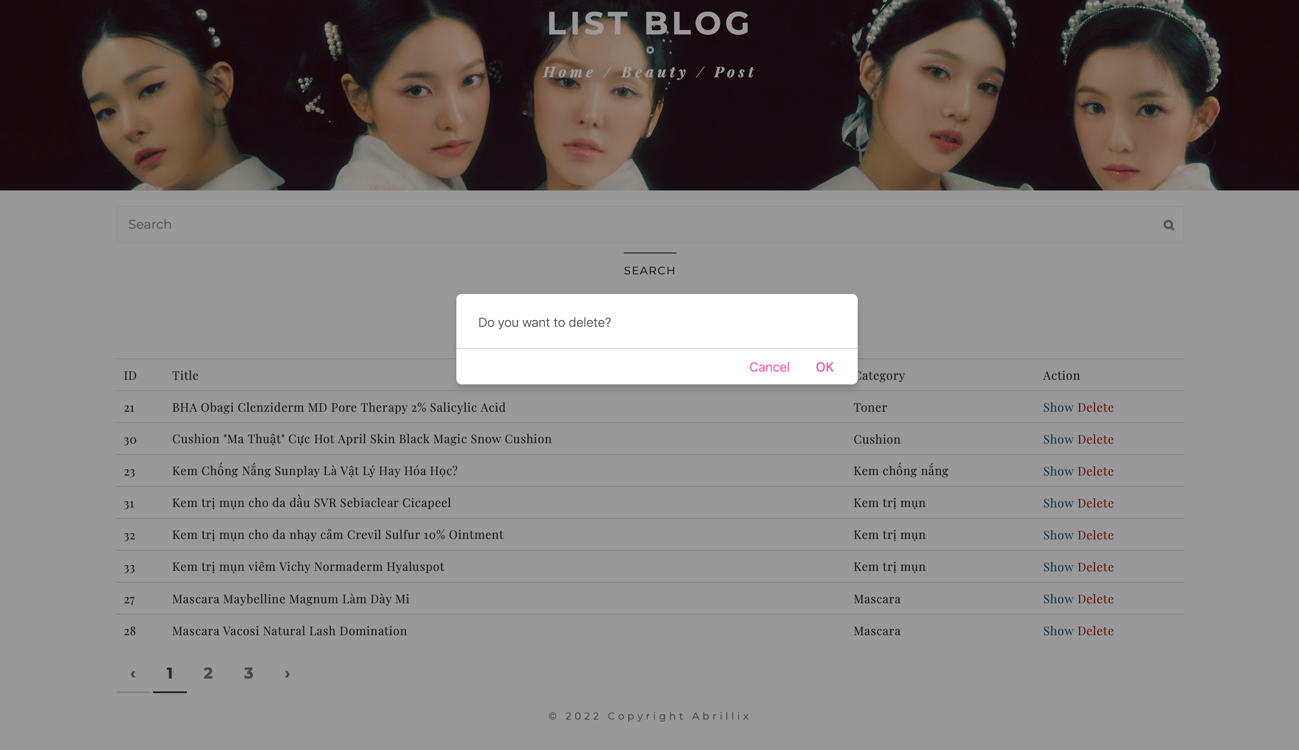 LIST BLOG
Home / Beauty / Post
Search
SEARCH
Do you want to delete?
Cancel OK
ID Title Category Action
21 BHA Obagi Clenziderm MD Pore Therapy 2% Salicylic Acid Toner Show Delete
30 Cushion "Ma Thuật" Cực Hot April Skin Black Magic Snow Cushion Cushion Show Delete
23 Kem Chống Nắng Sunplay Là Vật Lý Hay Hóa Học? Kem chống nắng Show Delete
31 Kem trị mụn cho da dầu SVR Sebiaclear Cicapeel Kem trị mụn Show Delete
32 Kem trị mụn cho da nhạy cảm Crevil Sulfur 10% Ointment Kem trị mụn Show Delete
33 Kem trị mụn viêm Vichy Normaderm Hyaluspot Kem trị mụn Show Delete
27 Mascara Maybelline Magnum Làm Dày Mi Mascara Show Delete
28 Mascara Vacosi Natural Lash Domination Mascara Show Delete
‹ 1 2 3 ›
© 2022 Copyright Abrillix